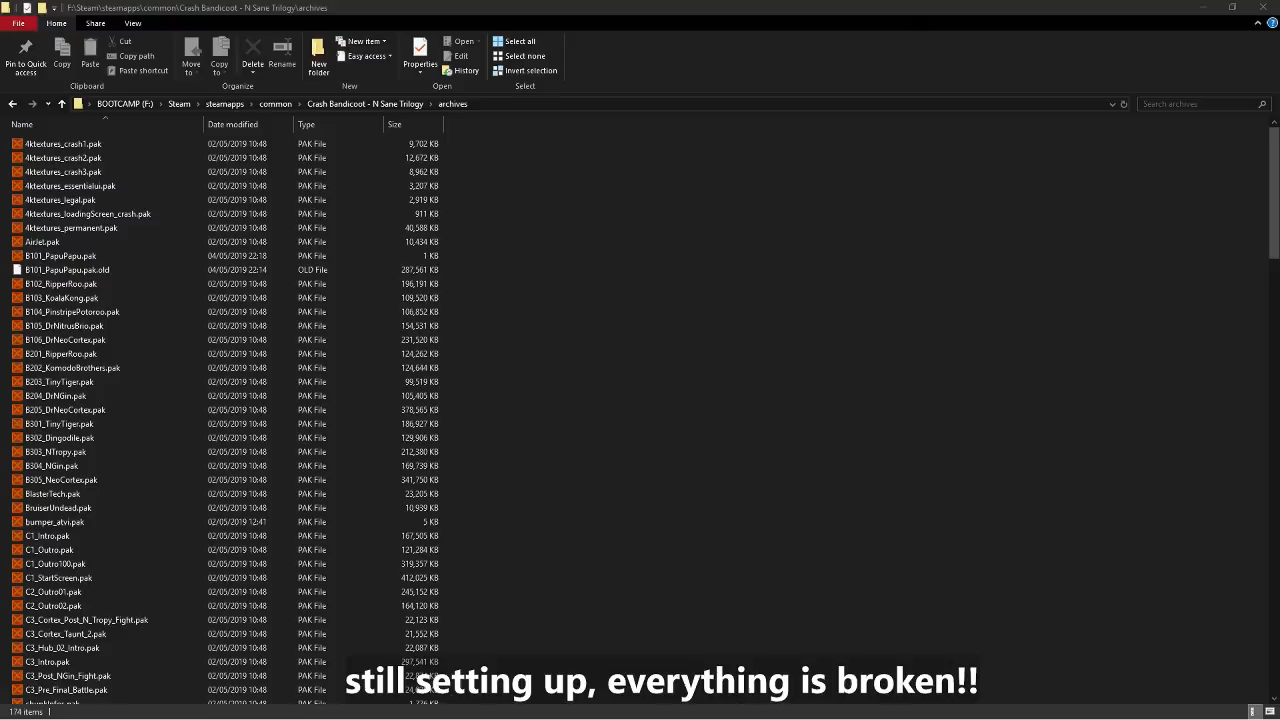 F:\Steam\steamapps\common\Crash Bandicoot - N Sane Trilogy\archives
File Home Share View
Pin to Quick access
Copy
Paste
Cut
Copy path
Paste shortcut
Move to
Copy to
Delete
Rename
New folder
New item
Easy access
Properties
Open
Edit
History
Select all
Select none
Invert selection
Clipboard Organize New Open Select
BOOTCAMP (F:) > Steam > steamapps > common > Crash Bandicoot - N Sane Trilogy > archives
Search archives
Name Date modified Type Size
4ktextures_crash1.pak 02/05/2019 10:48 PAK File 9,702 KB
4ktextures_crash2.pak 02/05/2019 10:48 PAK File 12,672 KB
4ktextures_crash3.pak 02/05/2019 10:48 PAK File 8,962 KB
4ktextures_essentialui.pak 02/05/2019 10:48 PAK File 3,207 KB
4ktextures_legal.pak 02/05/2019 10:48 PAK File 2,919 KB
4ktextures_loadingScreen_crash.pak 02/05/2019 10:48 PAK File 911 KB
4ktextures_permanent.pak 02/05/2019 10:48 PAK File 40,588 KB
AirJet.pak 02/05/2019 10:48 PAK File 10,434 KB
B101_PapuPapu.pak 04/05/2019 22:18 PAK File 1 KB
B101_PapuPapu.pak.old 04/05/2019 22:14 OLD File 287,561 KB
B102_RipperRoo.pak 02/05/2019 10:48 PAK File 196,191 KB
B103_KoalaKong.pak 02/05/2019 10:48 PAK File 109,520 KB
B104_PinstripePotoroo.pak 02/05/2019 10:48 PAK File 106,852 KB
B105_DrNitrusBrio.pak 02/05/2019 10:48 PAK File 154,531 KB
B106_DrNeoCortex.pak 02/05/2019 10:48 PAK File 231,520 KB
B201_RipperRoo.pak 02/05/2019 10:48 PAK File 124,262 KB
B202_KomodoBrothers.pak 02/05/2019 10:48 PAK File 124,644 KB
B203_TinyTiger.pak 02/05/2019 10:48 PAK File 99,519 KB
B204_DrNGin.pak 02/05/2019 10:48 PAK File 105,405 KB
B205_DrNeoCortex.pak 02/05/2019 10:48 PAK File 378,565 KB
B301_TinyTiger.pak 02/05/2019 10:48 PAK File 186,927 KB
B302_Dingodile.pak 02/05/2019 10:48 PAK File 129,906 KB
B303_NTropy.pak 02/05/2019 10:48 PAK File 212,380 KB
B304_NGin.pak 02/05/2019 10:48 PAK File 169,739 KB
B305_NeoCortex.pak 02/05/2019 10:48 PAK File 341,750 KB
BlasterTech.pak 02/05/2019 10:48 PAK File 23,205 KB
BruiserUndead.pak 02/05/2019 10:48 PAK File 10,939 KB
bumper_atvi.pak 02/05/2019 12:41 PAK File 5 KB
C1_Intro.pak 02/05/2019 10:48 PAK File 167,505 KB
C1_Outro.pak 02/05/2019 10:48 PAK File 121,284 KB
C1_Outro100.pak 02/05/2019 10:48 PAK File 319,357 KB
C1_StartScreen.pak 02/05/2019 10:48 PAK File 412,025 KB
C2_Outro01.pak 02/05/2019 10:48 PAK File 245,152 KB
C2_Outro02.pak 02/05/2019 10:48 PAK File 164,120 KB
C3_Cortex_Post_N_Tropy_Fight.pak 02/05/2019 10:48 PAK File 22,123 KB
C3_Cortex_Taunt_2.pak 02/05/2019 10:48 PAK File 21,552 KB
C3_Hub_02_Intro.pak 02/05/2019 10:48 PAK File 22,087 KB
C3_Intro.pak 02/05/2019 10:48 PAK File 297,541 KB
C3_Post_NGin_Fight.pak 02/05/2019 10:48 PAK File
C3_Pre_Final_Battle.pak 02/05/2019 10:48 PAK File
still setting up, everything is broken!!
174 items